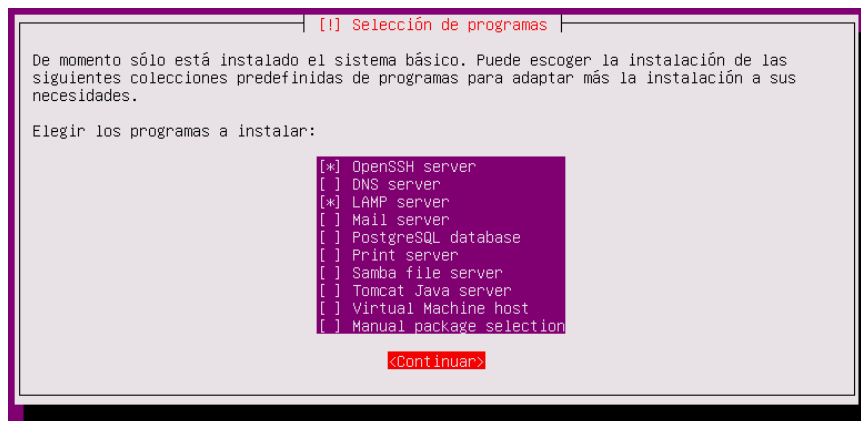 [!] Selección de programas
De momento sólo está instalado el sistema básico. Puede escoger la instalación de las
siguientes colecciones predefinidas de programas para adaptar más la instalación a sus
necesidades.
Elegir los programas a instalar:
[*] OpenSSH server
[ ] DNS server
[*] LAMP server
[ ] Mail server
[ ] PostgreSQL database
[ ] Print server
[ ] Samba file server
[ ] Tomcat Java server
[ ] Virtual Machine host
[ ] Manual package selection
<Continuar>